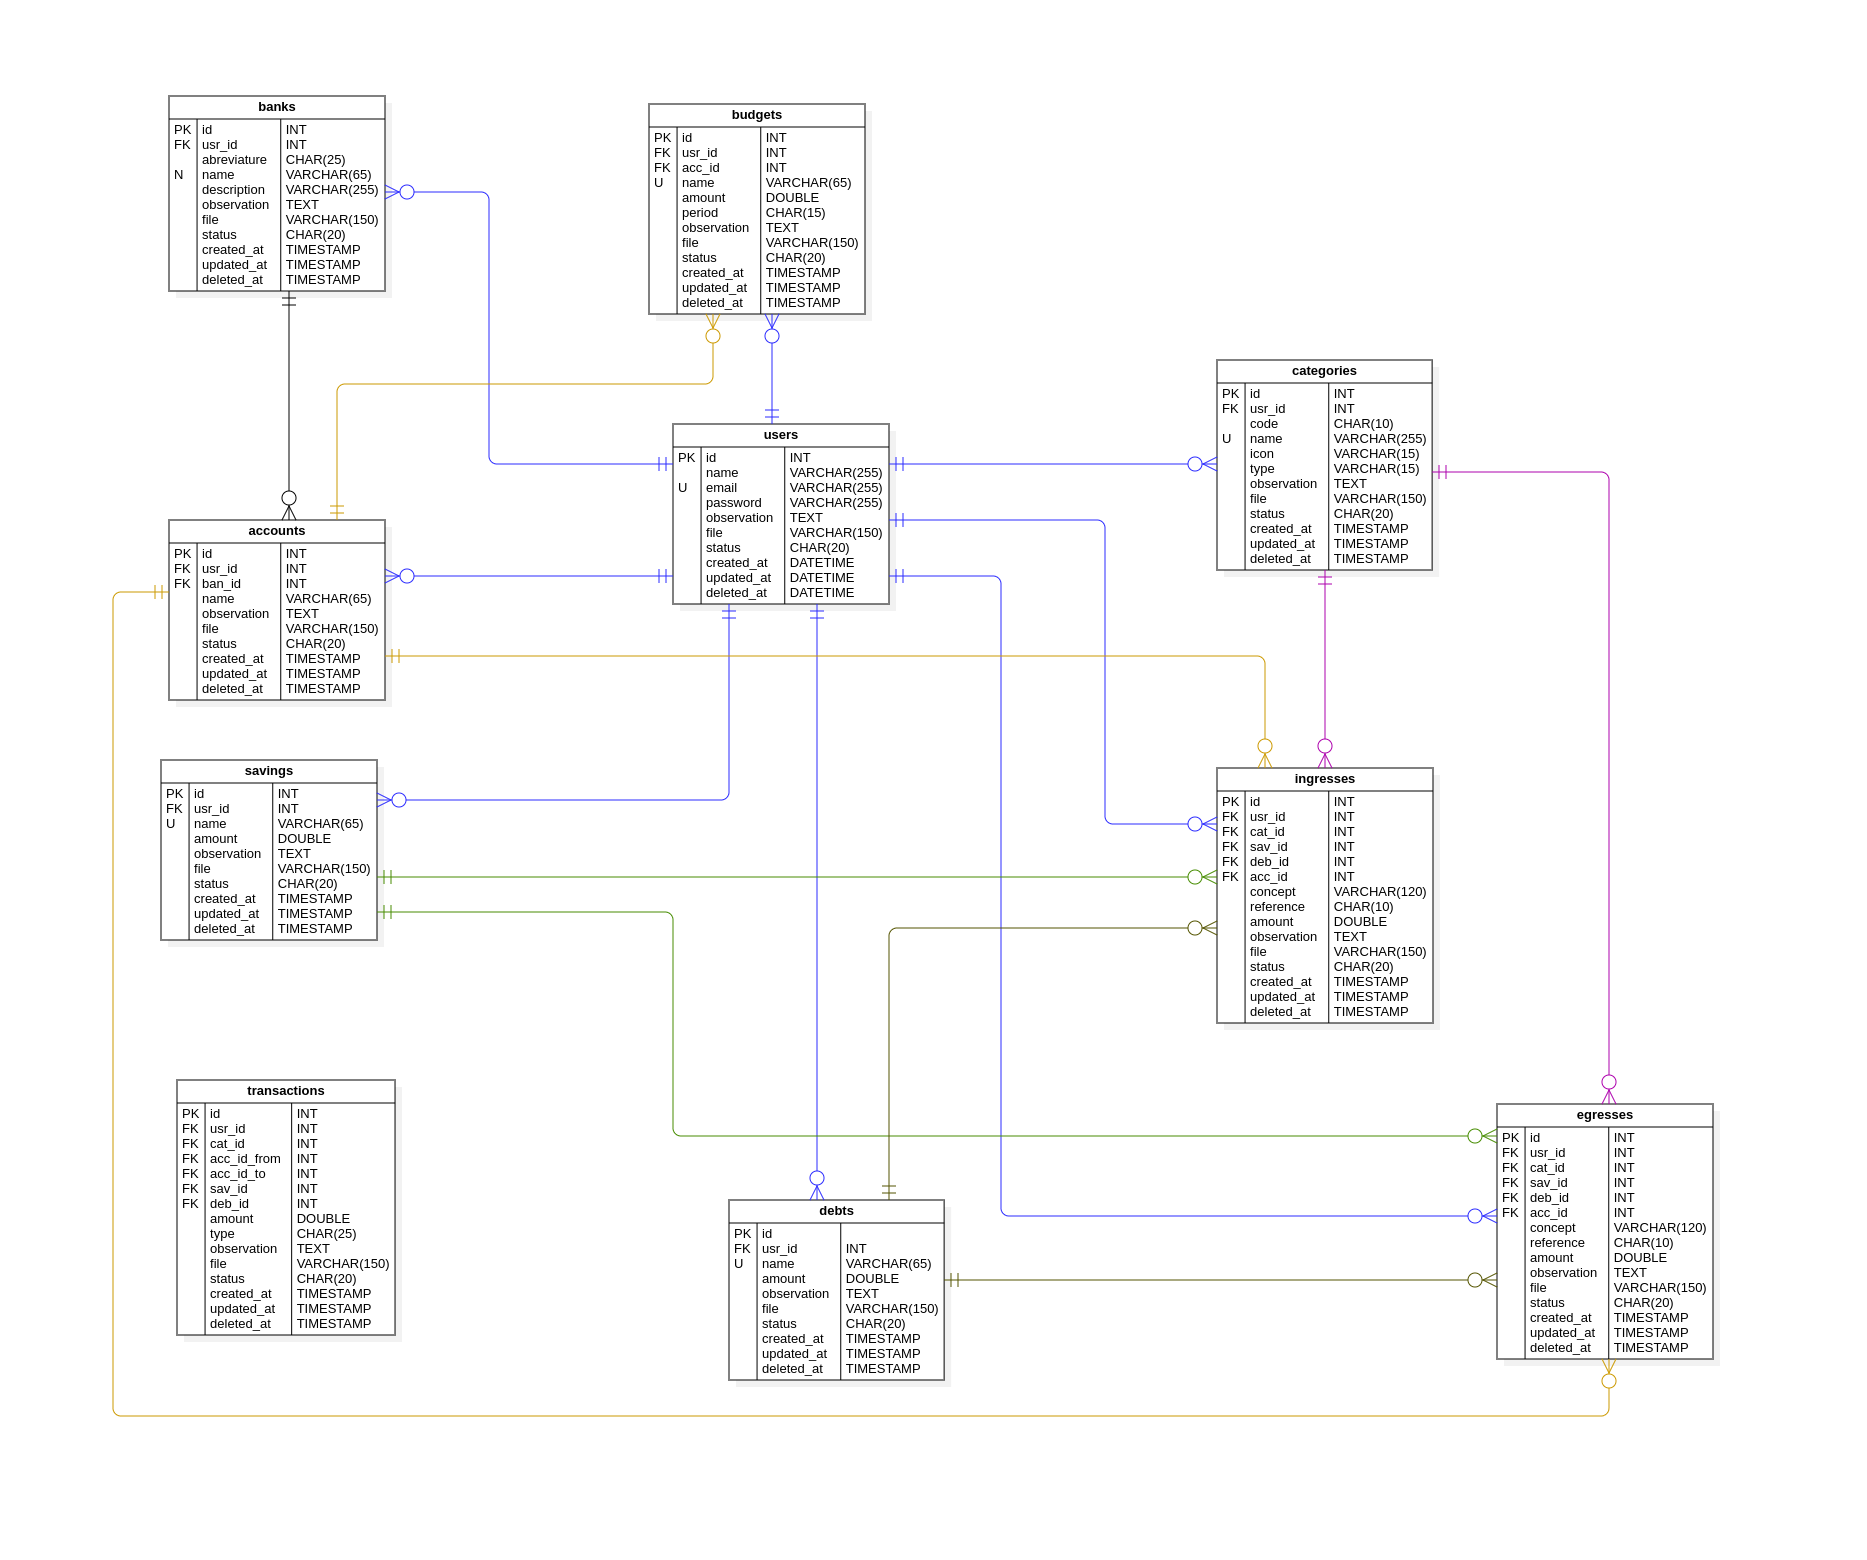 banks
PK id INT
FK usr_id INT
abreviature CHAR(25)
N name VARCHAR(65)
description VARCHAR(255)
observation TEXT
file VARCHAR(150)
status CHAR(20)
created_at TIMESTAMP
updated_at TIMESTAMP
deleted_at TIMESTAMP
budgets
PK id INT
FK usr_id INT
FK acc_id INT
U name VARCHAR(65)
amount DOUBLE
period CHAR(15)
observation TEXT
file VARCHAR(150)
status CHAR(20)
created_at TIMESTAMP
updated_at TIMESTAMP
deleted_at TIMESTAMP
categories
PK id INT
FK usr_id INT
code CHAR(10)
U name VARCHAR(255)
icon VARCHAR(15)
type VARCHAR(15)
observation TEXT
file VARCHAR(150)
status CHAR(20)
created_at TIMESTAMP
updated_at TIMESTAMP
deleted_at TIMESTAMP
users
PK id INT
name VARCHAR(255)
U email VARCHAR(255)
password VARCHAR(255)
observation TEXT
file VARCHAR(150)
status CHAR(20)
created_at DATETIME
updated_at DATETIME
deleted_at DATETIME
accounts
PK id INT
FK usr_id INT
FK ban_id INT
name VARCHAR(65)
observation TEXT
file VARCHAR(150)
status CHAR(20)
created_at TIMESTAMP
updated_at TIMESTAMP
deleted_at TIMESTAMP
savings
PK id INT
FK usr_id INT
U name VARCHAR(65)
amount DOUBLE
observation TEXT
file VARCHAR(150)
status CHAR(20)
created_at TIMESTAMP
updated_at TIMESTAMP
deleted_at TIMESTAMP
ingresses
PK id INT
FK usr_id INT
FK cat_id INT
FK sav_id INT
FK deb_id INT
FK acc_id INT
concept VARCHAR(120)
reference CHAR(10)
amount DOUBLE
observation TEXT
file VARCHAR(150)
status CHAR(20)
created_at TIMESTAMP
updated_at TIMESTAMP
deleted_at TIMESTAMP
transactions
PK id INT
FK usr_id INT
FK cat_id INT
FK acc_id_from INT
FK acc_id_to INT
FK sav_id INT
FK deb_id INT
amount DOUBLE
type CHAR(25)
observation TEXT
file VARCHAR(150)
status CHAR(20)
created_at TIMESTAMP
updated_at TIMESTAMP
deleted_at TIMESTAMP
debts
PK id
FK usr_id INT
U name VARCHAR(65)
amount DOUBLE
observation TEXT
file VARCHAR(150)
status CHAR(20)
created_at TIMESTAMP
updated_at TIMESTAMP
deleted_at TIMESTAMP
egresses
PK id INT
FK usr_id INT
FK cat_id INT
FK sav_id INT
FK deb_id INT
FK acc_id INT
concept VARCHAR(120)
reference CHAR(10)
amount DOUBLE
observation TEXT
file VARCHAR(150)
status CHAR(20)
created_at TIMESTAMP
updated_at TIMESTAMP
deleted_at TIMESTAMP